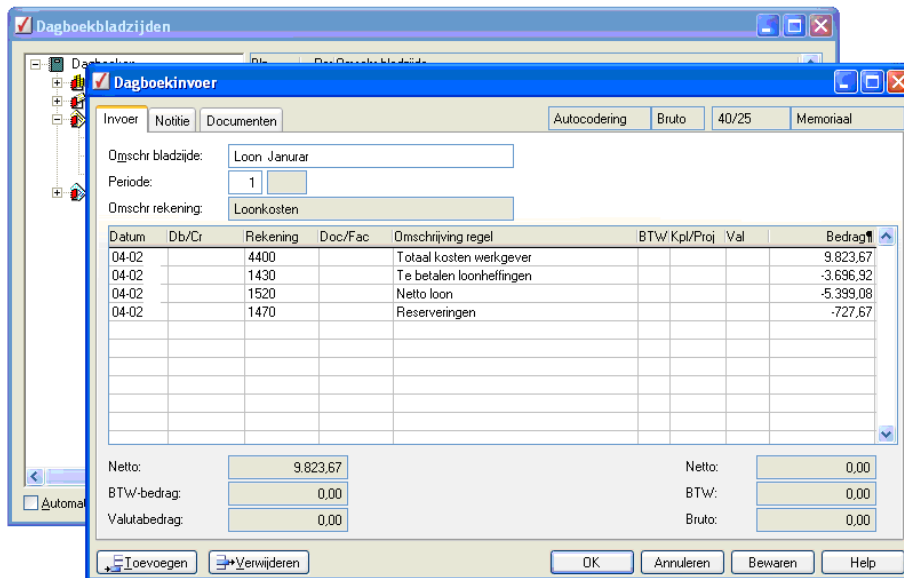 Dagboekbladzijden
Dagboekinvoer
Invoer Notitie Documenten Autocodering Bruto 40/25 Memoriaal
Omschr bladzijde: Loon Janurar
Periode: 1
Omschr rekening: Loonkosten
Datum Db/Cr Rekening Doc/Fac Omschrijving regel BTW Kpl/Proj Val Bedrag¶
04-02 4400 Totaal kosten werkgever 9.823,67
04-02 1430 Te betalen loonheffingen -3.696,92
04-02 1520 Netto loon -5.399,08
04-02 1470 Reserveringen -727,67
Netto: 9.823,67 Netto: 0,00
BTW-bedrag: 0,00 BTW: 0,00
Valutabedrag: 0,00 Bruto: 0,00
Automa
Toevoegen Verwijderen OK Annuleren Bewaren Help